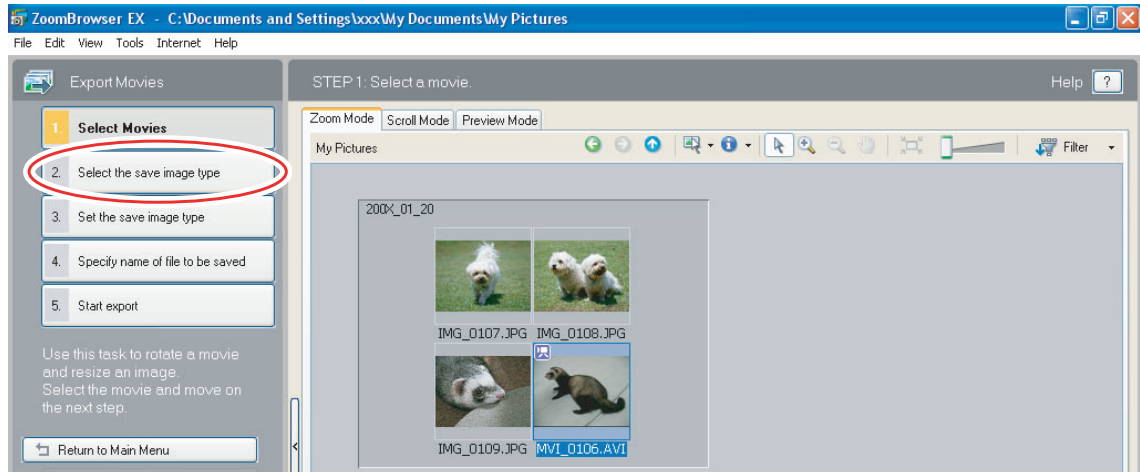 ZoomBrowser EX - C:\Documents and Settings\xxx\My Documents\My Pictures
File Edit View Tools Internet Help
Export Movies
STEP 1: Select a movie.
Help ?
1. Select Movies
2. Select the save image type
3. Set the save image type
4. Specify name of file to be saved
5. Start export
Use this task to rotate a movie
and resize an image.
Select the movie and move on
the next step.
Return to Main Menu
Zoom Mode Scroll Mode Preview Mode
My Pictures
Filter
200X_01_20
IMG_0107.JPG IMG_0108.JPG
IMG_0109.JPG MVI_0106.AVI